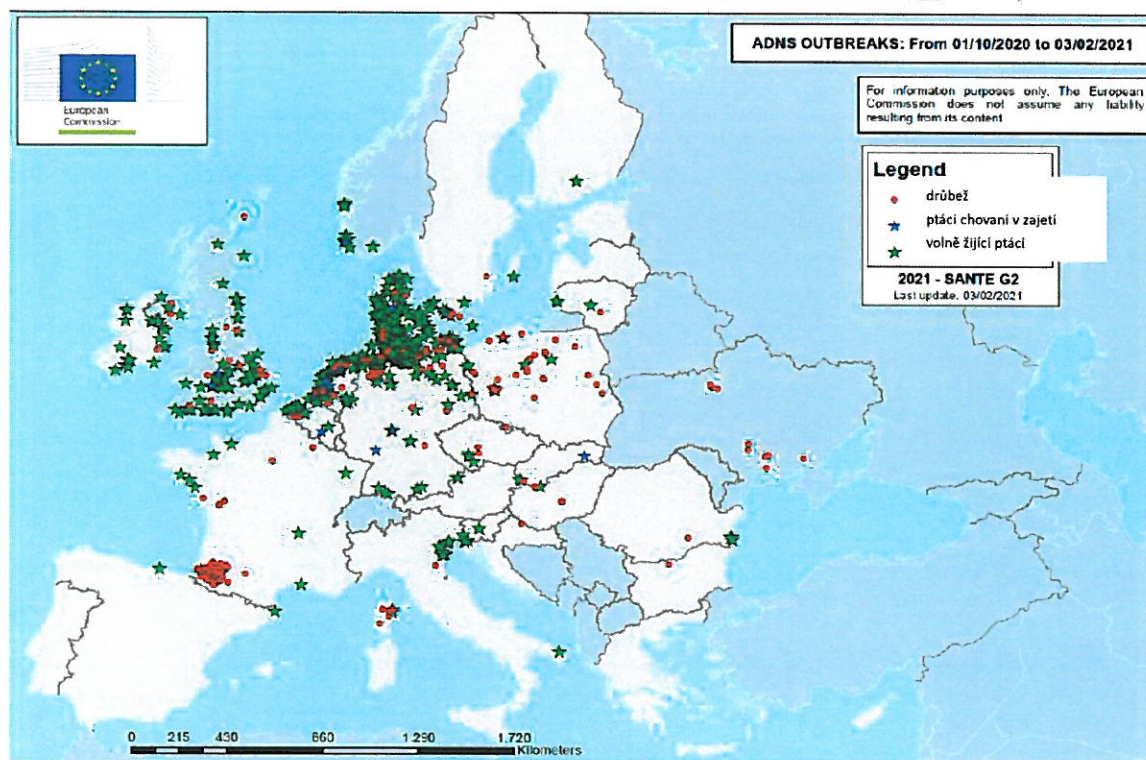 European
Commission
ADNS OUTBREAKS: From 01/10/2020 to 03/02/2021
For information purposes only. The European
Commission does not assume any liability
resulting from its content
Legend
drůbež
ptáci chovaní v zajetí
volně žijící ptáci
2021 - SANTE G2
Last update: 03/02/2021
0 215 430 860 1.290 1.720
Kilometers